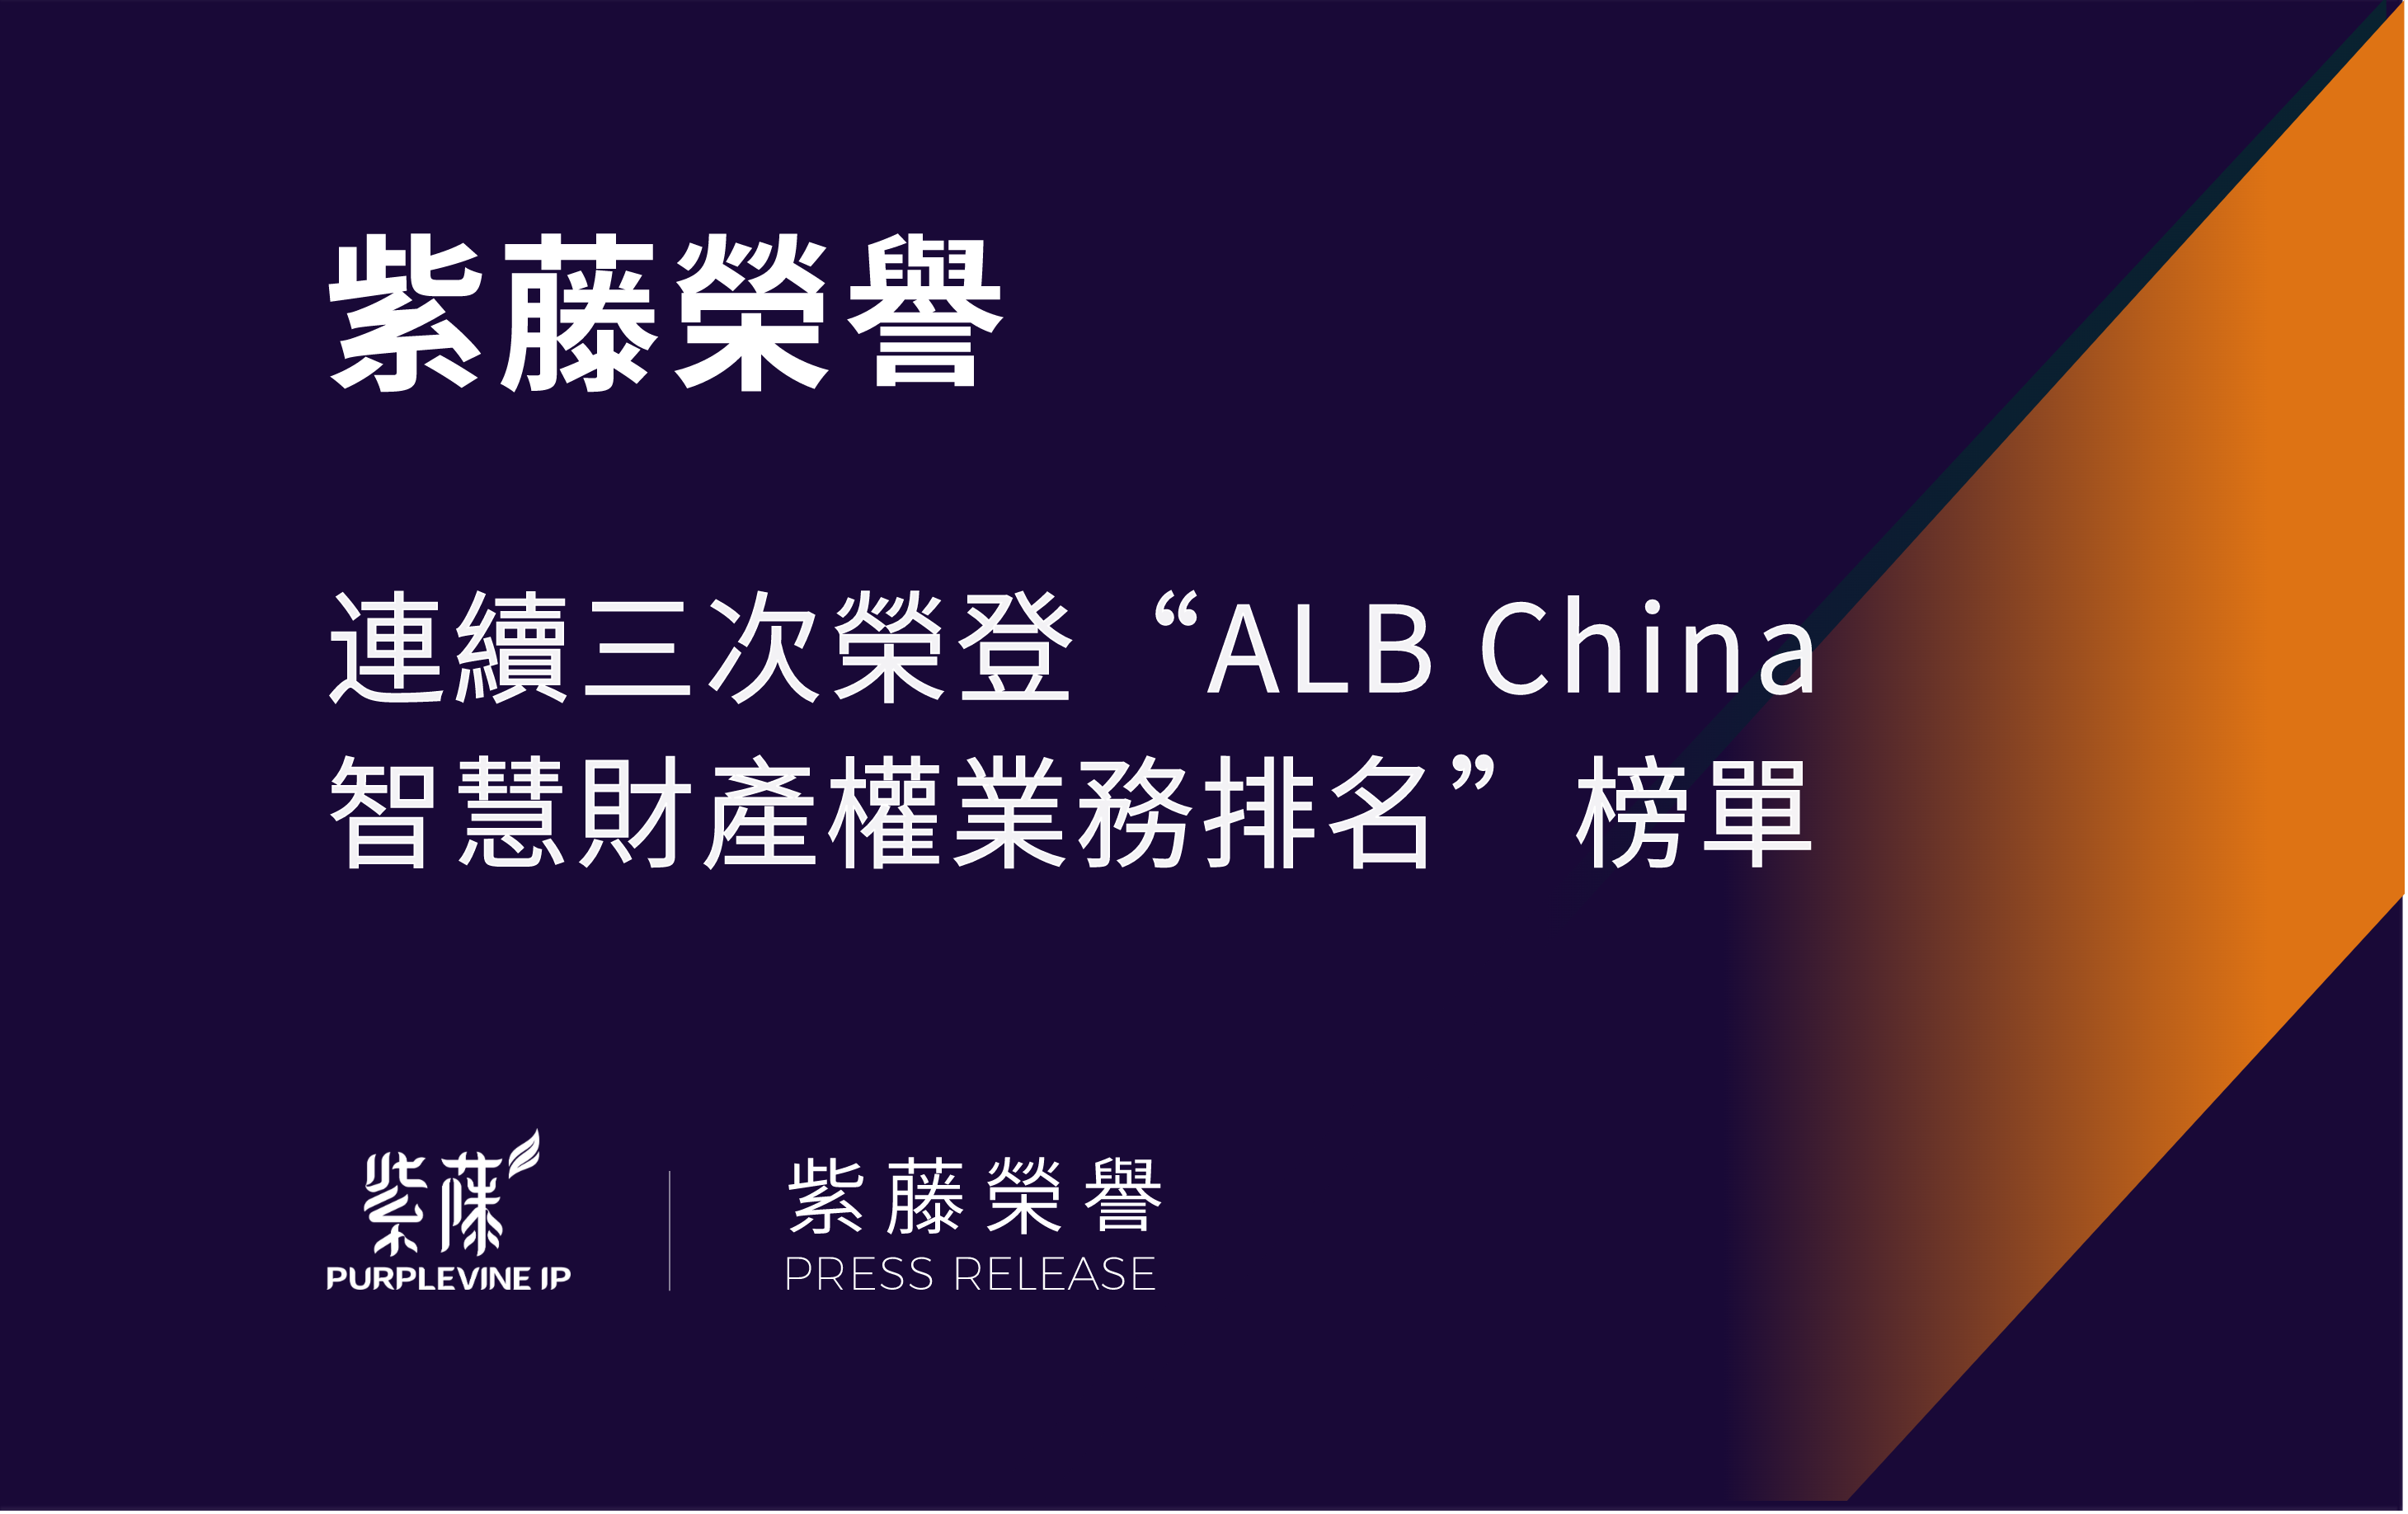 紫藤榮譽
連續三次榮登“ALB China
智慧財產權業務排名”榜單
紫藤
PURPLEVINE IP
紫藤榮譽
PRESS RELEASE